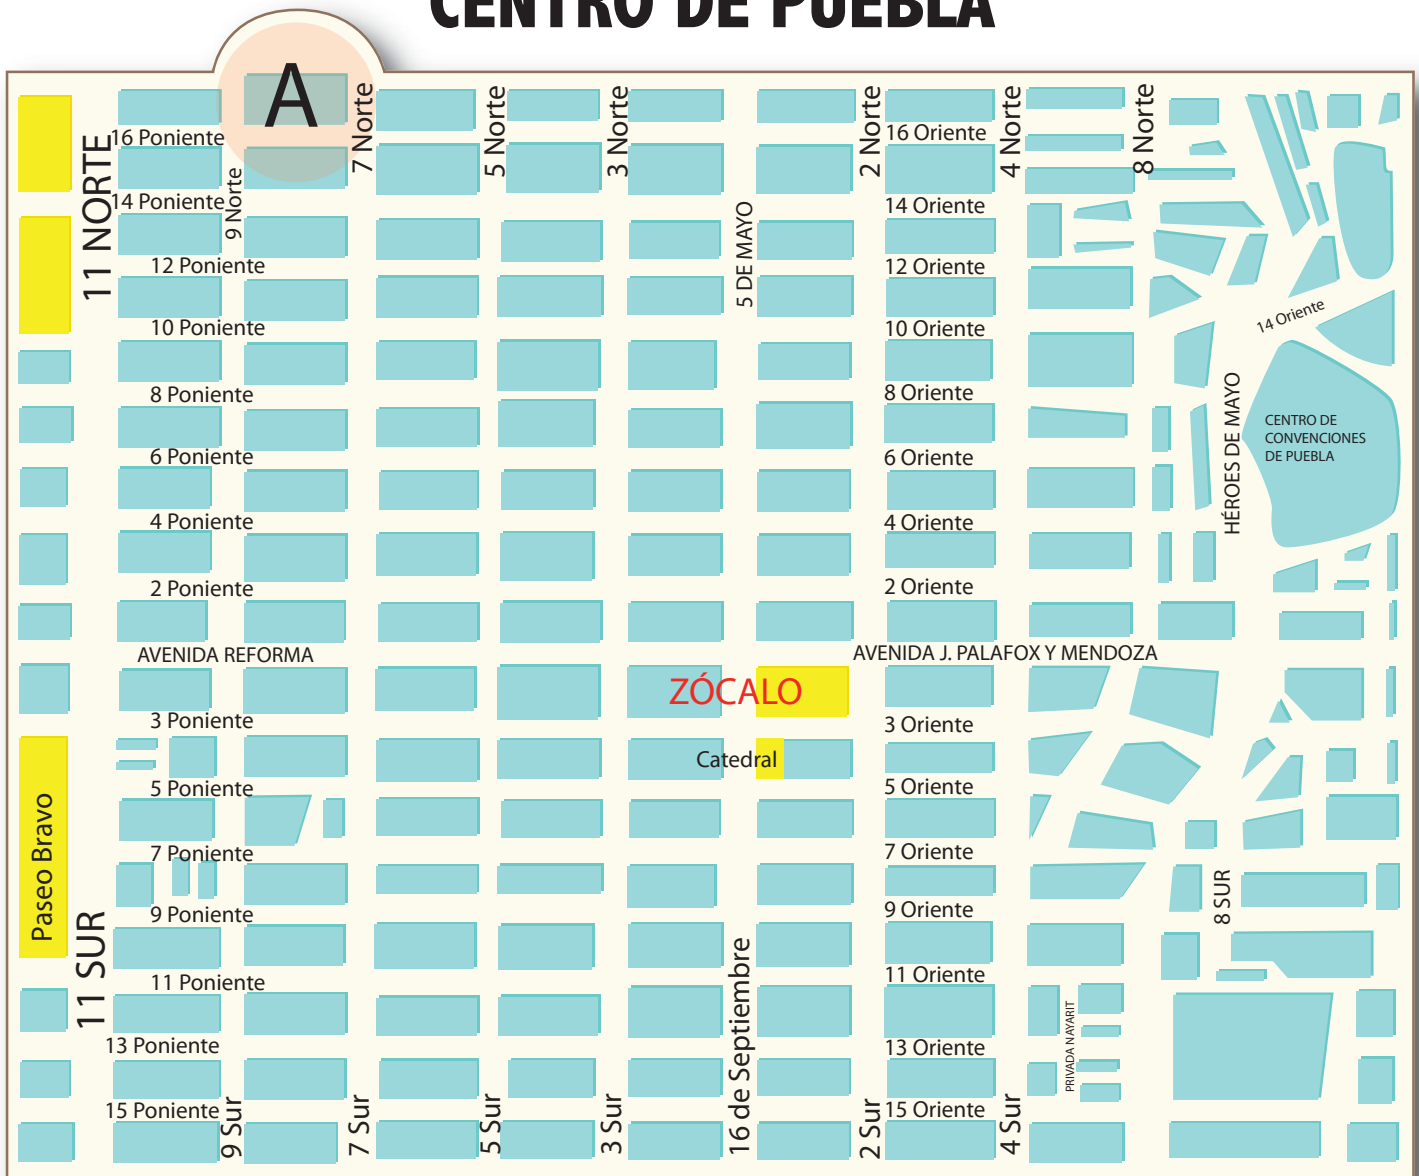 CENTRO DE PUEBLA
A
11 NORTE
9 Norte
7 Norte
5 Norte
3 Norte
5 DE MAYO
2 Norte
4 Norte
8 Norte
16 Poniente
16 Oriente
14 Poniente
14 Oriente
12 Poniente
12 Oriente
10 Poniente
10 Oriente
14 Oriente
8 Poniente
8 Oriente
HÉROES DE MAYO
CENTRO DE
CONVENCIONES
DE PUEBLA
6 Poniente
6 Oriente
4 Poniente
4 Oriente
2 Poniente
2 Oriente
AVENIDA REFORMA
AVENIDA J. PALAFOX Y MENDOZA
ZÓCALO
3 Poniente
3 Oriente
Catedral
5 Poniente
5 Oriente
Paseo Bravo
7 Poniente
7 Oriente
9 Poniente
9 Oriente
8 SUR
11 SUR
11 Poniente
11 Oriente
16 de Septiembre
PRIVADA NAYARIT
13 Poniente
13 Oriente
15 Poniente
15 Oriente
9 Sur
7 Sur
5 Sur
3 Sur
2 Sur
4 Sur